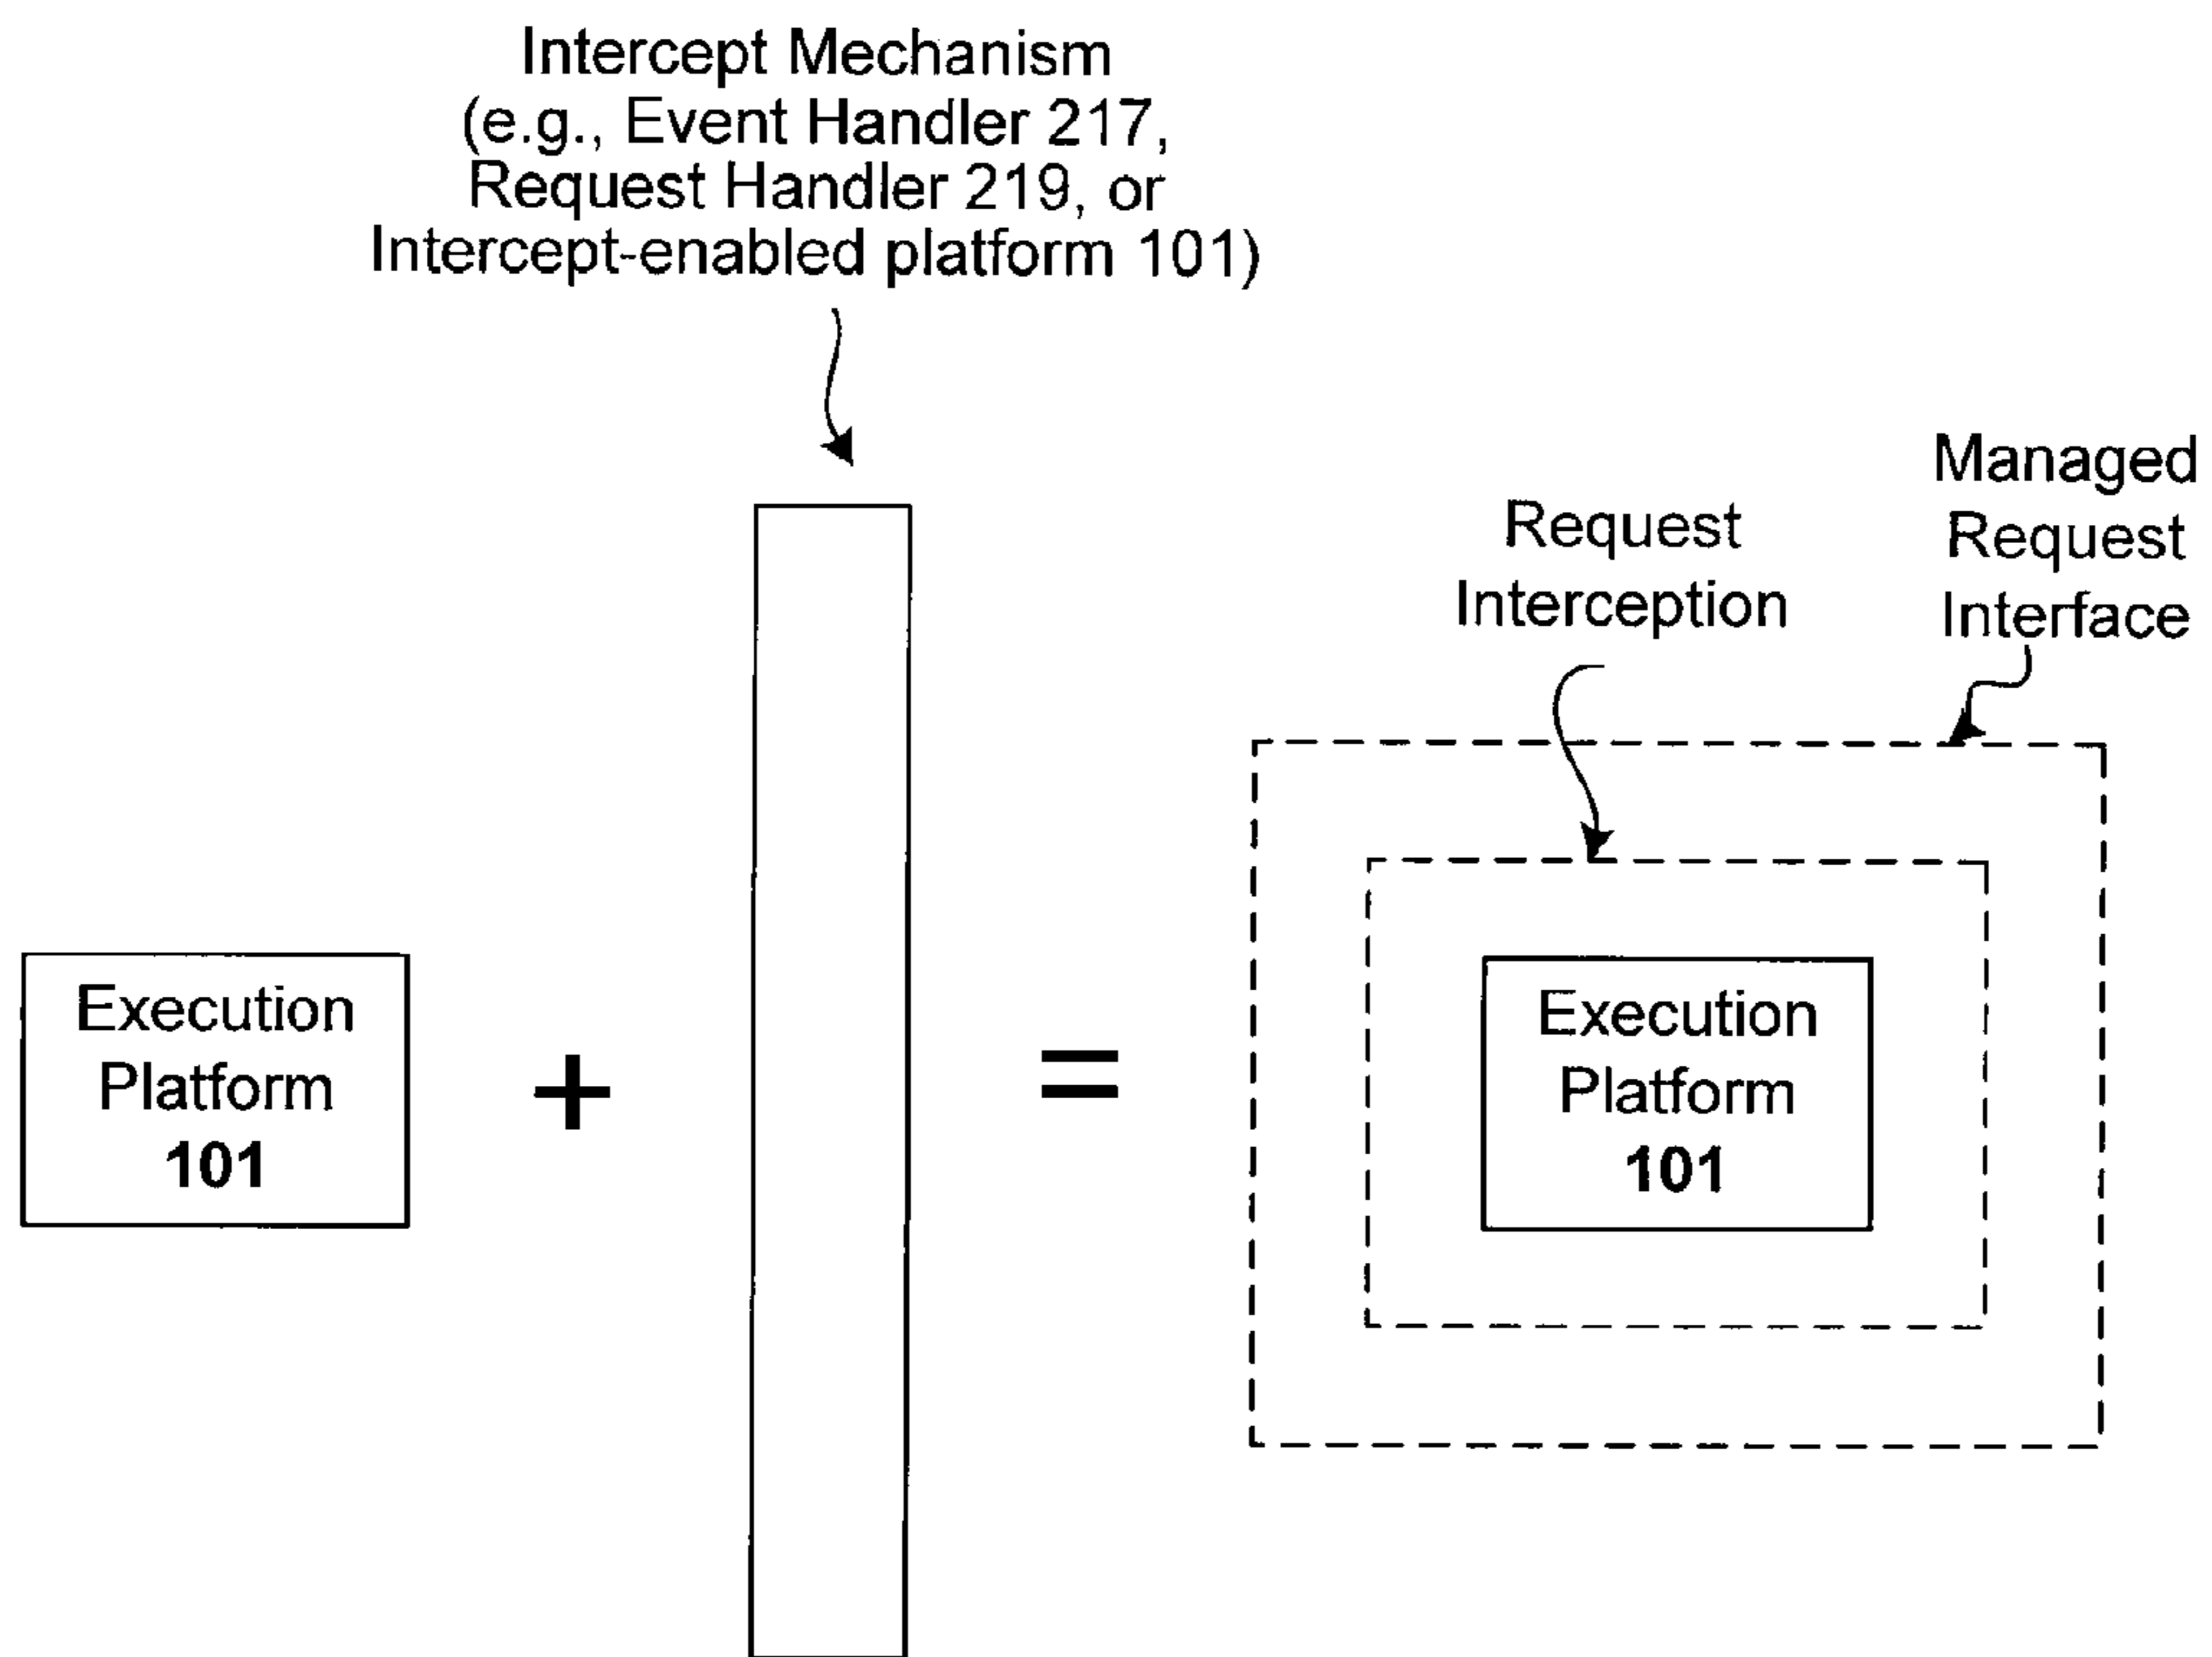 Intercept Mechanism
(e.g., Event Handler 217,
Request Handler 219, or
Intercept-enabled platform 101)
Managed
Request
Interface
Request
Interception
Execution
Platform
101
+
=
Execution
Platform
101